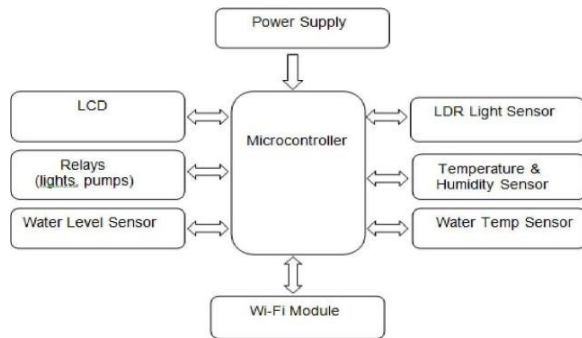 Power Supply
LCD
Microcontroller
LDR Light Sensor
Relays
(lights, pumps)
Temperature &
Humidity Sensor
Water Level Sensor
Water Temp Sensor
Wi-Fi Module